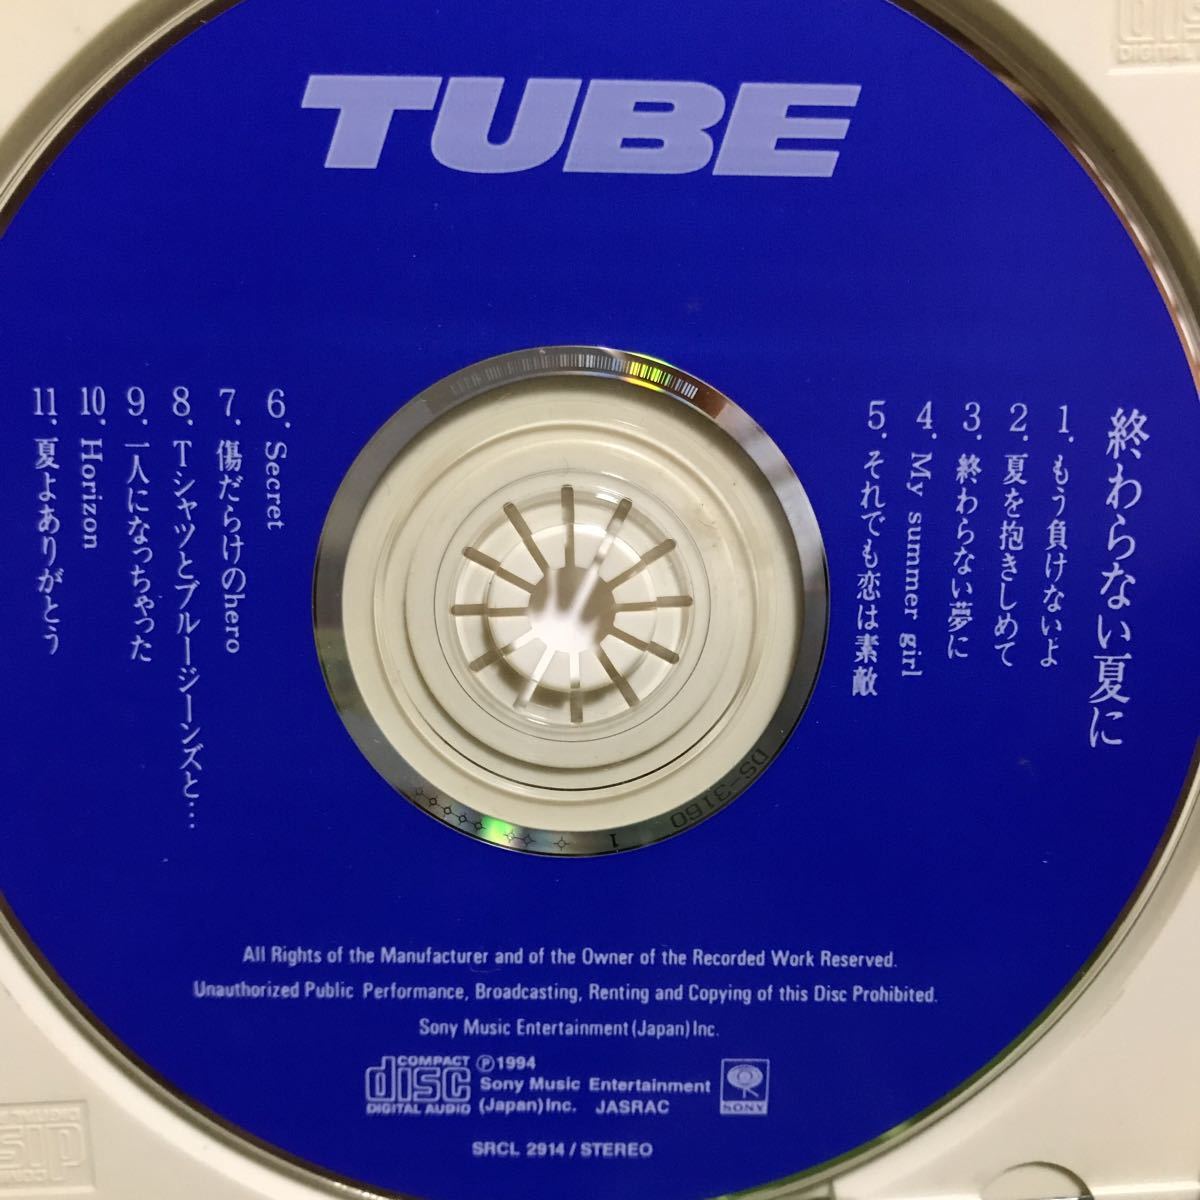 TUBE
終わらない夏に
1. もう負けないよ
2. 夏を抱きしめて
3. 終わらない夢に
4. My summer girl
5. それでも恋は素敵
6. Secret
7. 傷だらけのhero
8. Tシャツとブルージーンズと…
9. 一人になっちゃった
10. Horizon
11. 夏よありがとう
DS-3160 1
All Rights of the Manufacturer and of the Owner of the Recorded Work Reserved.
Unauthorized Public Performance, Broadcasting, Renting and Copying of this Disc Prohibited.
Sony Music Entertainment (Japan) Inc.
COMPACT disc DIGITAL AUDIO
Ⓟ1994
Sony Music Entertainment
(Japan) Inc. JASRAC
SONY
SRCL 2914 / STEREO